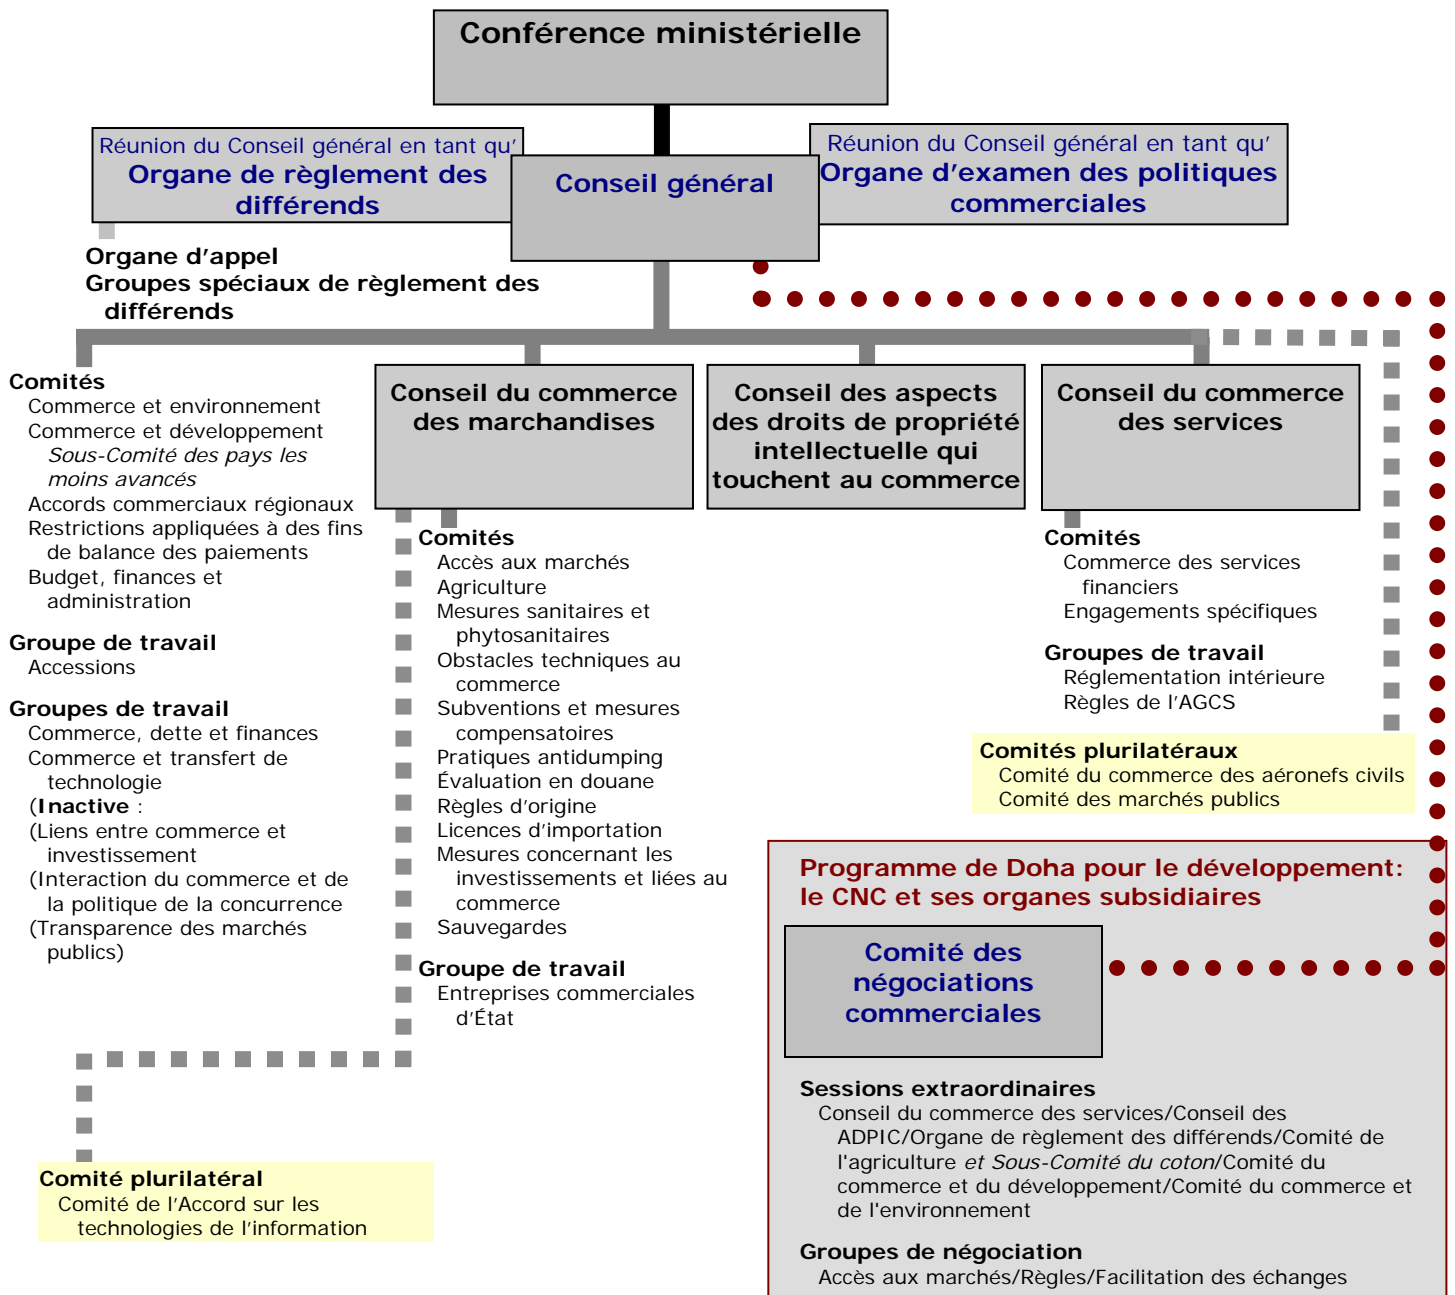 Conférence ministérielle
Réunion du Conseil général en tant qu'
Organe de règlement des
différends
Conseil général
Réunion du Conseil général en tant qu'
Organe d'examen des politiques
commerciales
Organe d'appel
Groupes spéciaux de règlement des
différends
Comités
Commerce et environnement
Commerce et développement
Sous-Comité des pays les
moins avancés
Accords commerciaux régionaux
Restrictions appliquées à des fins
de balance des paiements
Budget, finances et
administration
Groupe de travail
Accessions
Groupes de travail
Commerce, dette et finances
Commerce et transfert de
technologie
(Inactive :
(Liens entre commerce et
investissement
(Interaction du commerce et de
la politique de la concurrence
(Transparence des marchés
publics)
Conseil du commerce
des marchandises
Comités
Accès aux marchés
Agriculture
Mesures sanitaires et
phytosanitaires
Obstacles techniques au
commerce
Subventions et mesures
compensatoires
Pratiques antidumping
Évaluation en douane
Règles d'origine
Licences d'importation
Mesures concernant les
investissements et liées au
commerce
Sauvegardes
Groupe de travail
Entreprises commerciales
d'État
Comité plurilatéral
Comité de l'Accord sur les
technologies de l'information
Conseil des aspects
des droits de propriété
intellectuelle qui
touchent au commerce
Conseil du commerce
des services
Comités
Commerce des services
financiers
Engagements spécifiques
Groupes de travail
Réglementation intérieure
Règles de l'AGCS
Comités plurilatéraux
Comité du commerce des aéronefs civils
Comité des marchés publics
Programme de Doha pour le développement:
le CNC et ses organes subsidiaires
Comité des
négociations
commerciales
Sessions extraordinaires
Conseil du commerce des services/Conseil des
ADPIC/Organe de règlement des différends/Comité de
l'agriculture et Sous-Comité du coton/Comité du
commerce et du développement/Comité du commerce et
de l'environnement
Groupes de négociation
Accès aux marchés/Règles/Facilitation des échanges